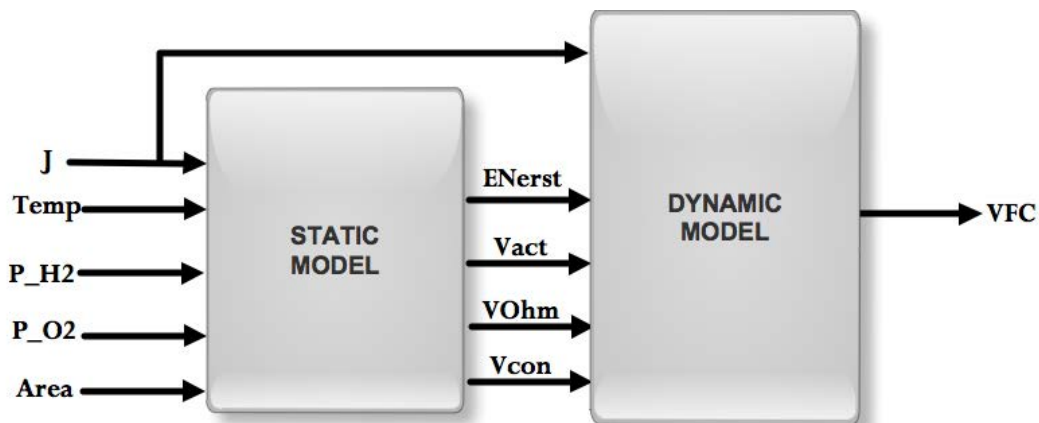 J
Temp
P_H2
P_O2
Area
STATIC
MODEL
ENerst
Vact
VOhm
Vcon
DYNAMIC
MODEL
VFC